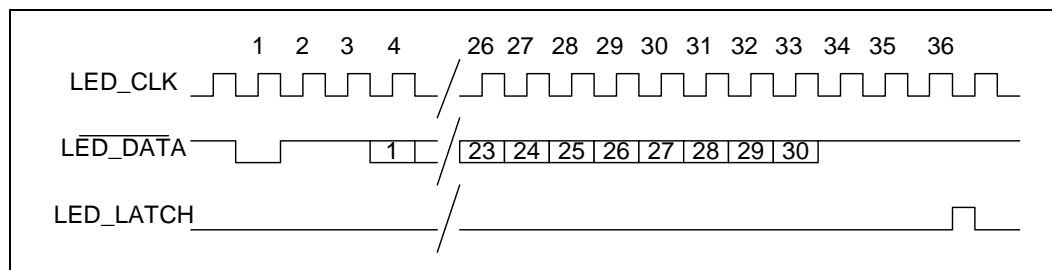 1 2 3 4 26 27 28 29 30 31 32 33 34 35 36
LED_CLK
LED_DATA 1 23 24 25 26 27 28 29 30
LED_LATCH